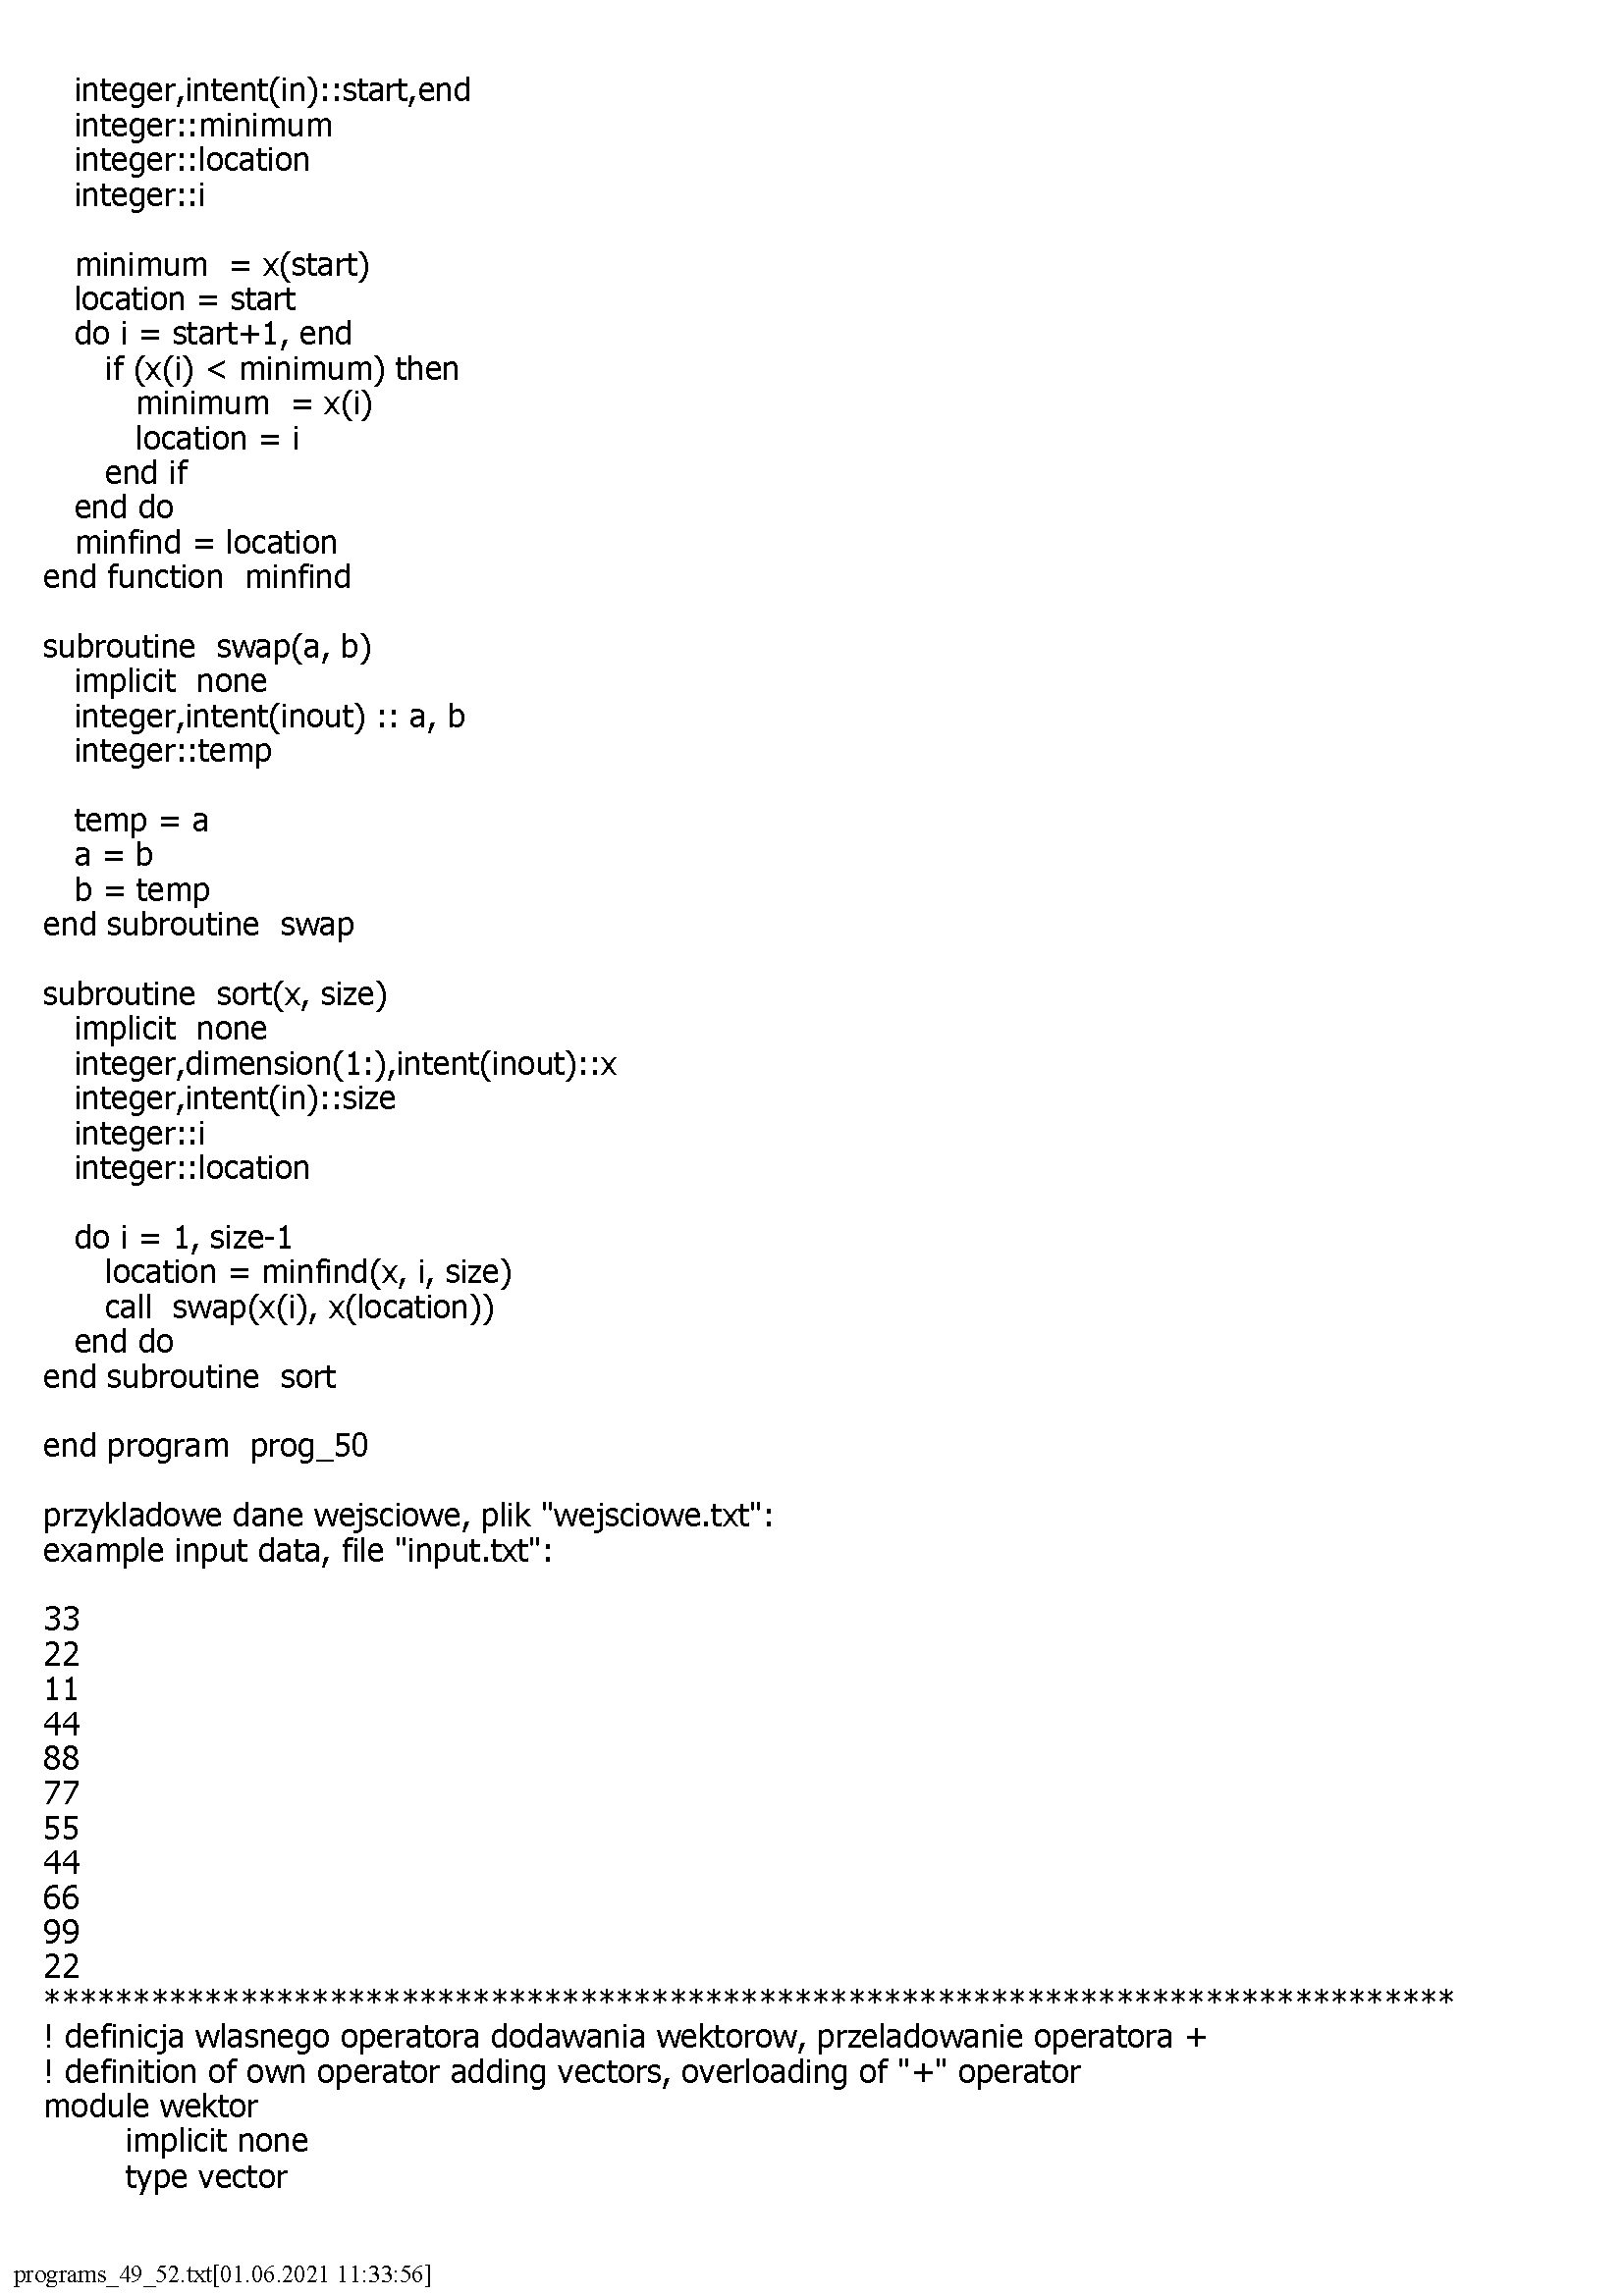 integer,intent(in)::start,end
integer::minimum
integer::location
integer::i
minimum  = x(start)
location = start
do i = start+1, end
if (x(i) < minimum) then
minimum  = x(i)
location = i
end if
end do
minfind = location
end function  minfind
subroutine  swap(a, b)
implicit  none
integer,intent(inout) :: a, b
integer::temp
temp = a
a = b
b = temp
end subroutine  swap
subroutine  sort(x, size)
implicit  none
integer,dimension(1:),intent(inout)::x
integer,intent(in)::size
integer::i
integer::location
do i = 1, size-1
location = minfind(x, i, size)
call  swap(x(i), x(location))
end do
end subroutine  sort
end program  prog_50
przykladowe dane wejsciowe, plik "wejsciowe.txt":
example input data, file "input.txt":
33
22
11
44
88
77
55
44
66
99
22
*******************************************************************************
! definicja wlasnego operatora dodawania wektorow, przeladowanie operatora +
! definition of own operator adding vectors, overloading of "+" operator
module wektor
implicit none
type vector
programs_49_52.txt[01.06.2021 11:33:56]